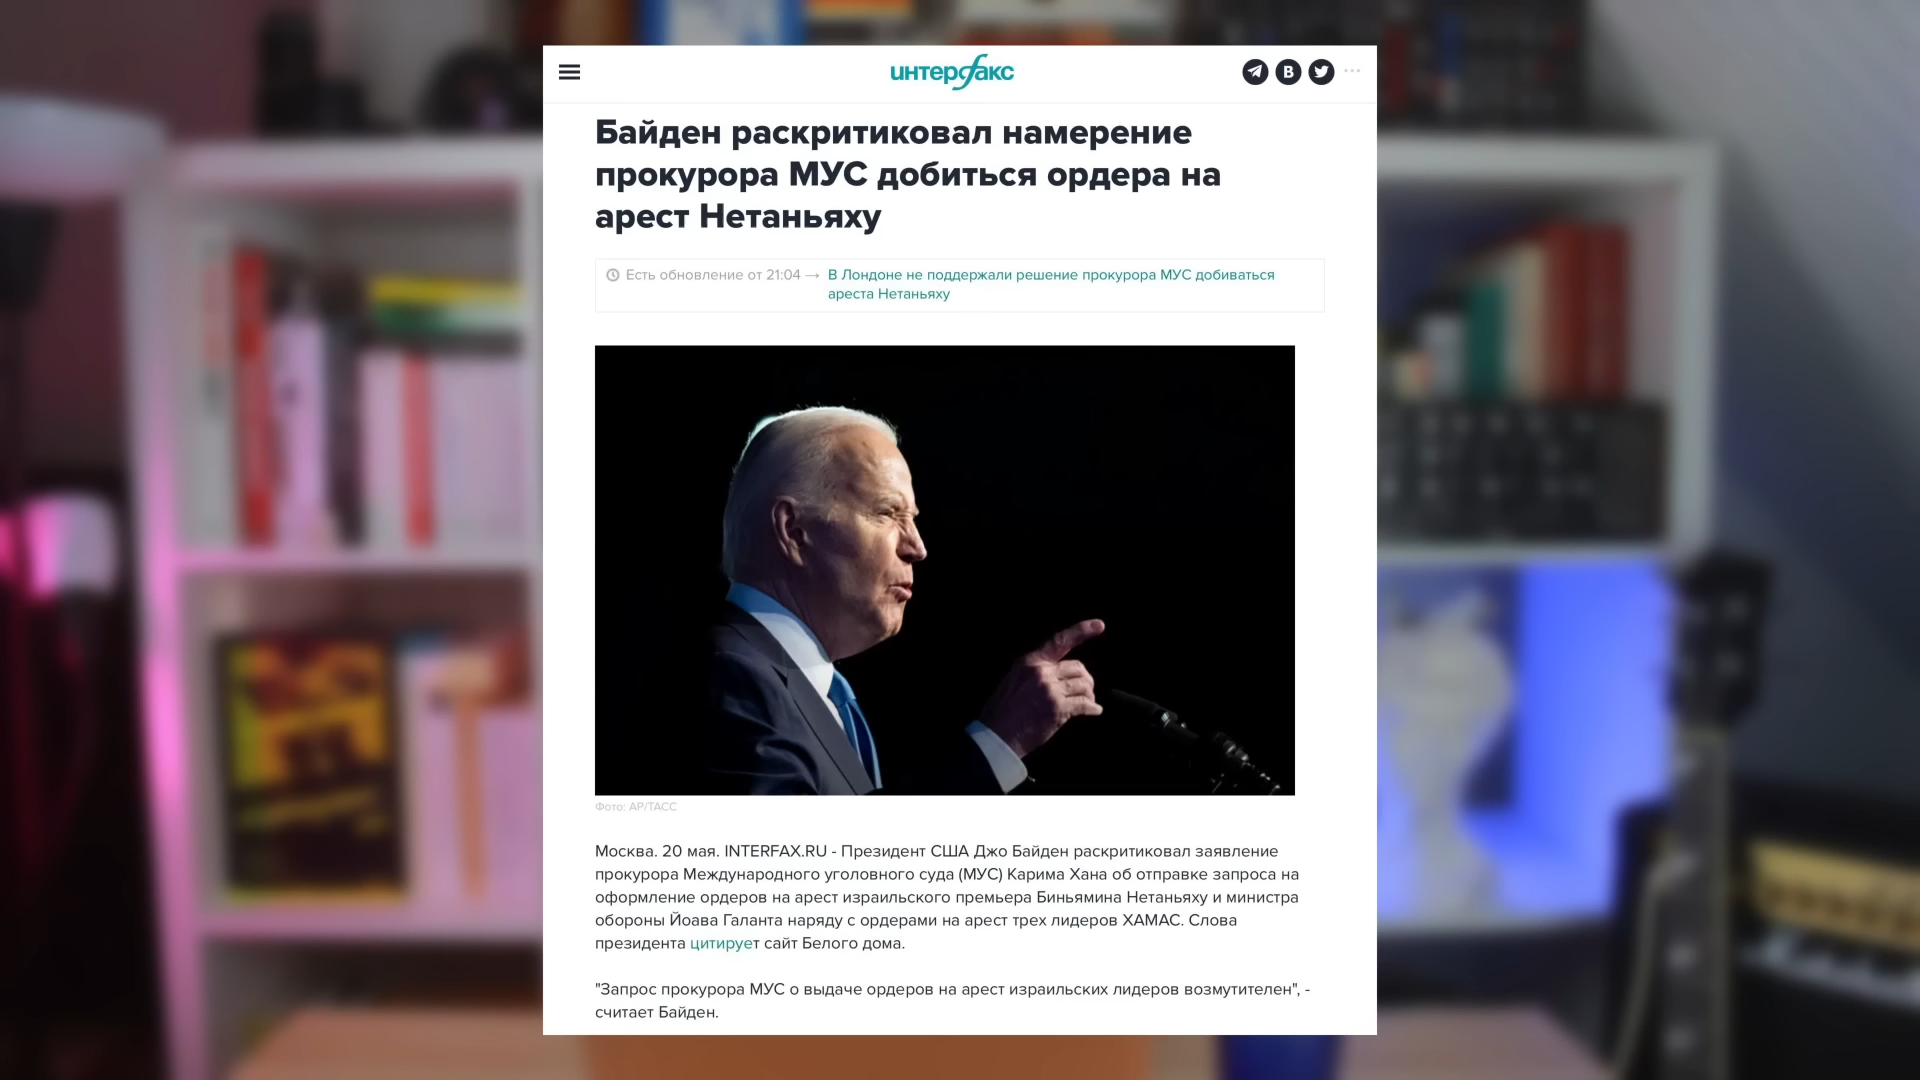 интерфакс
Байден раскритиковал намерение
прокурора МУС добиться ордера на
арест Нетаньяху
Есть обновление от 21:04 → В Лондоне не поддержали решение прокурора МУС добиваться
ареста Нетаньяху
Фото: AP/ТАСС
Москва. 20 мая. INTERFAX.RU - Президент США Джо Байден раскритиковал заявление
прокурора Международного уголовного суда (МУС) Карима Хана об отправке запроса на
оформление ордеров на арест израильского премьера Биньямина Нетаньяху и министра
обороны Йоава Галанта наряду с ордерами на арест трех лидеров ХАМАС. Слова
президента цитирует сайт Белого дома.
"Запрос прокурора МУС о выдаче ордеров на арест израильских лидеров возмутителен", -
считает Байден.